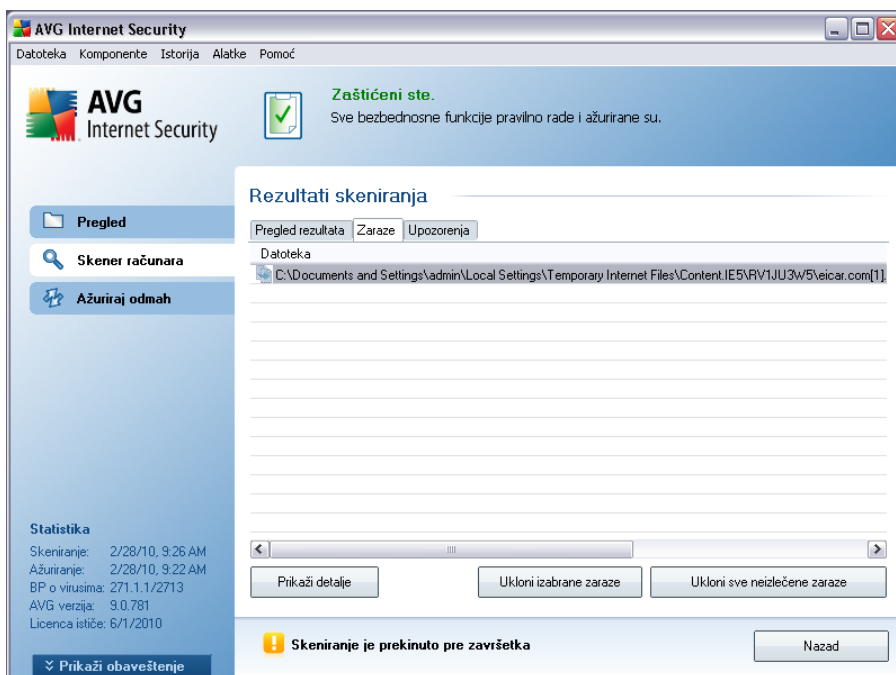 AVG Internet Security
Datoteka Komponente Istorija Alatke Pomoć
AVG
Internet Security
Zaštićeni ste.
Sve bezbednosne funkcije pravilno rade i ažurirane su.
Pregled
Skener računara
Ažuriraj odmah
Rezultati skeniranja
Pregled rezultata Zaraze Upozorenja
Datoteka
C:\Documents and Settings\admin\Local Settings\Temporary Internet Files\Content.IE5\RV1JU3W5\eicar.com[1].
Statistika
Skeniranje: 2/28/10, 9:26 AM
Ažuriranje: 2/28/10, 9:22 AM
BP o virusima: 271.1.1/2713
AVG verzija: 9.0.781
Licenca ističe: 6/1/2010
Prikaži obaveštenje
Prikaži detalje
Ukloni izabrane zaraze
Ukloni sve neizlečene zaraze
Skeniranje je prekinuto pre završetka
Nazad